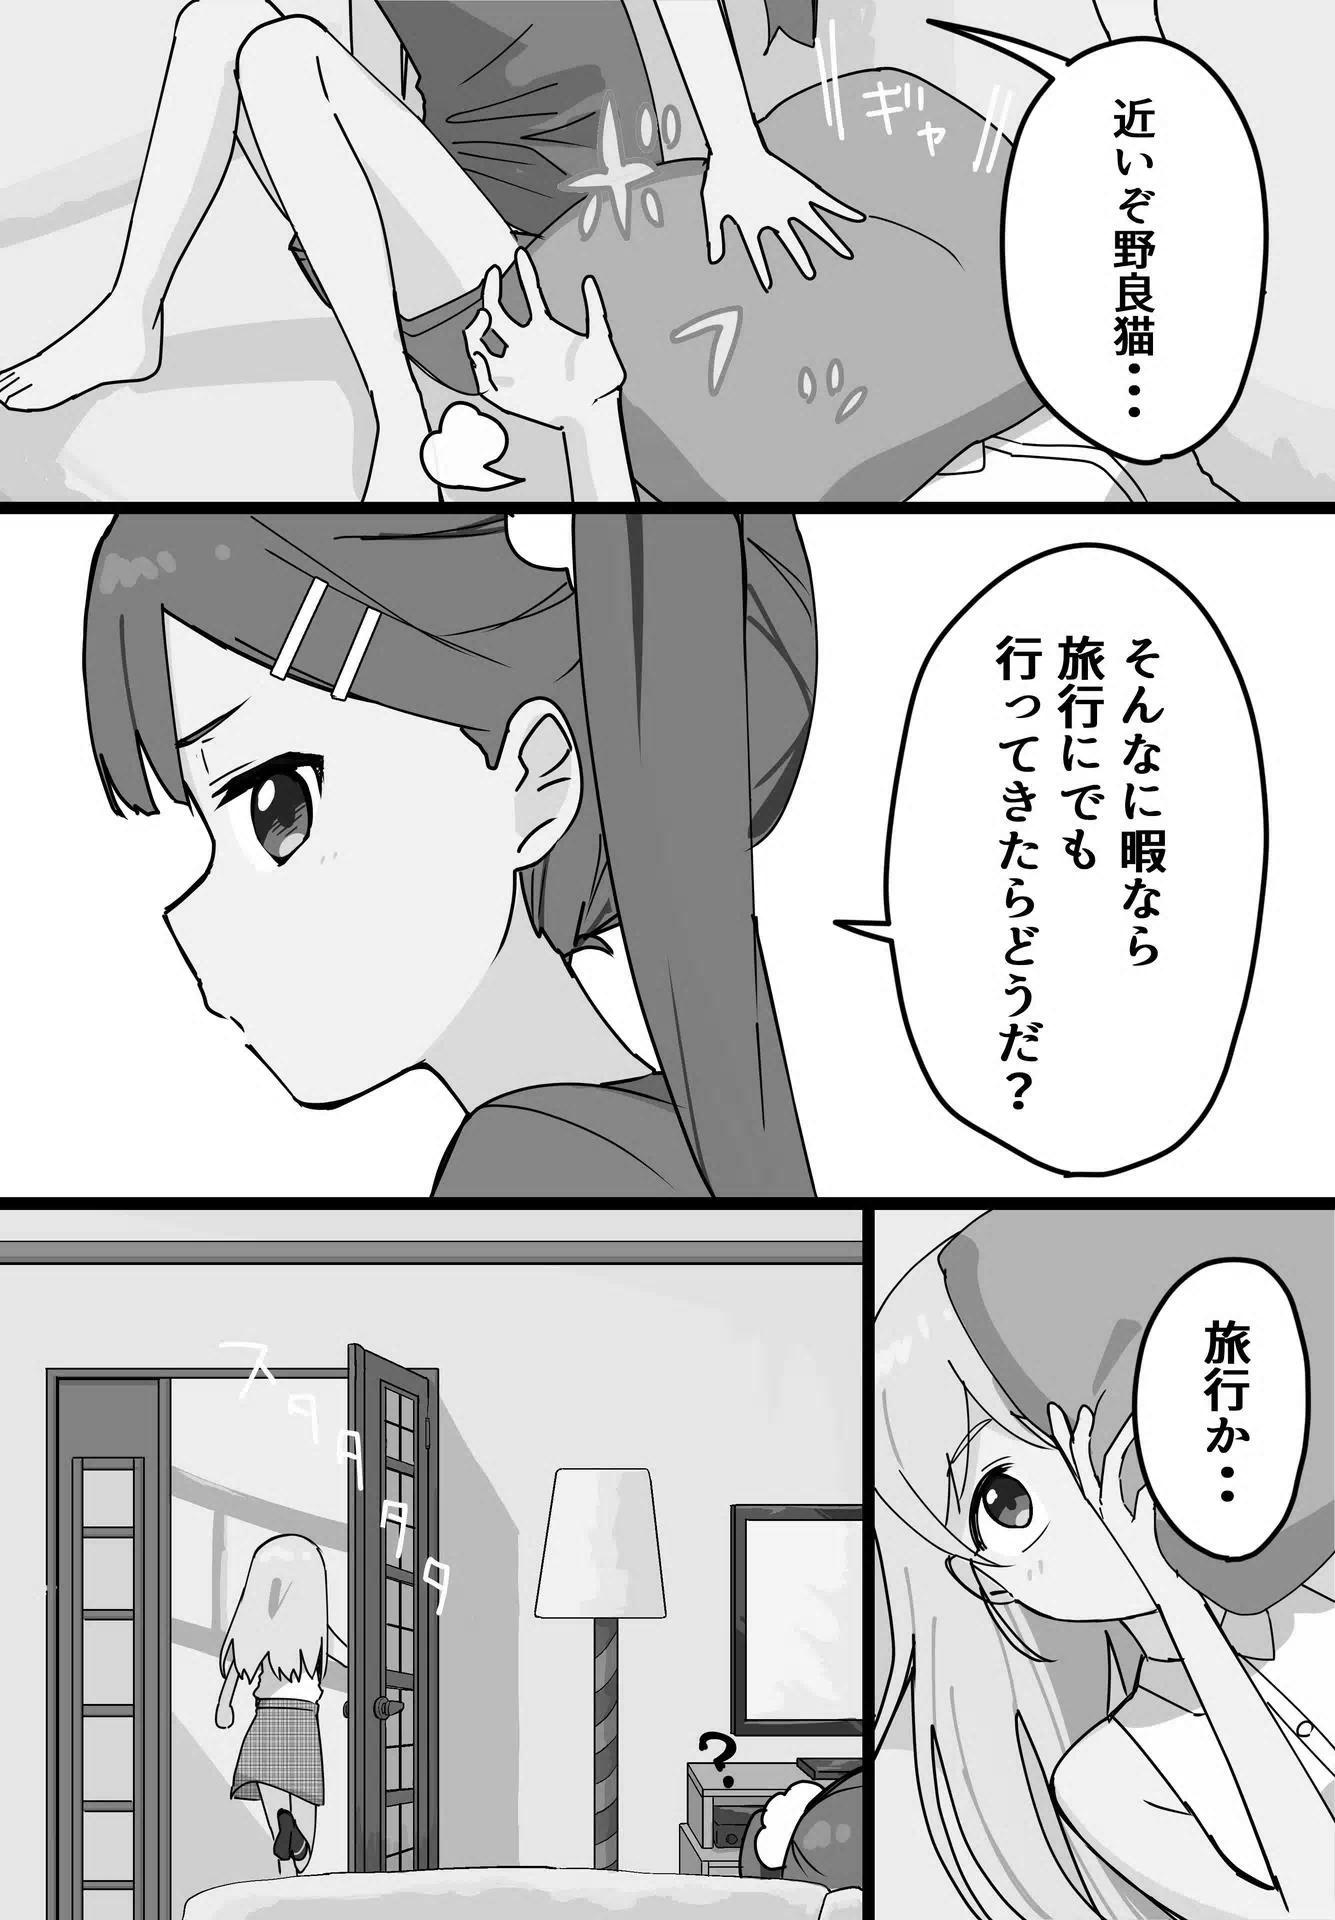 近いぞ野良猫・・・
ギャ
そんなに暇なら
旅行にでも
行ってきたらどうだ？
旅行か・・
スタタタタ
?